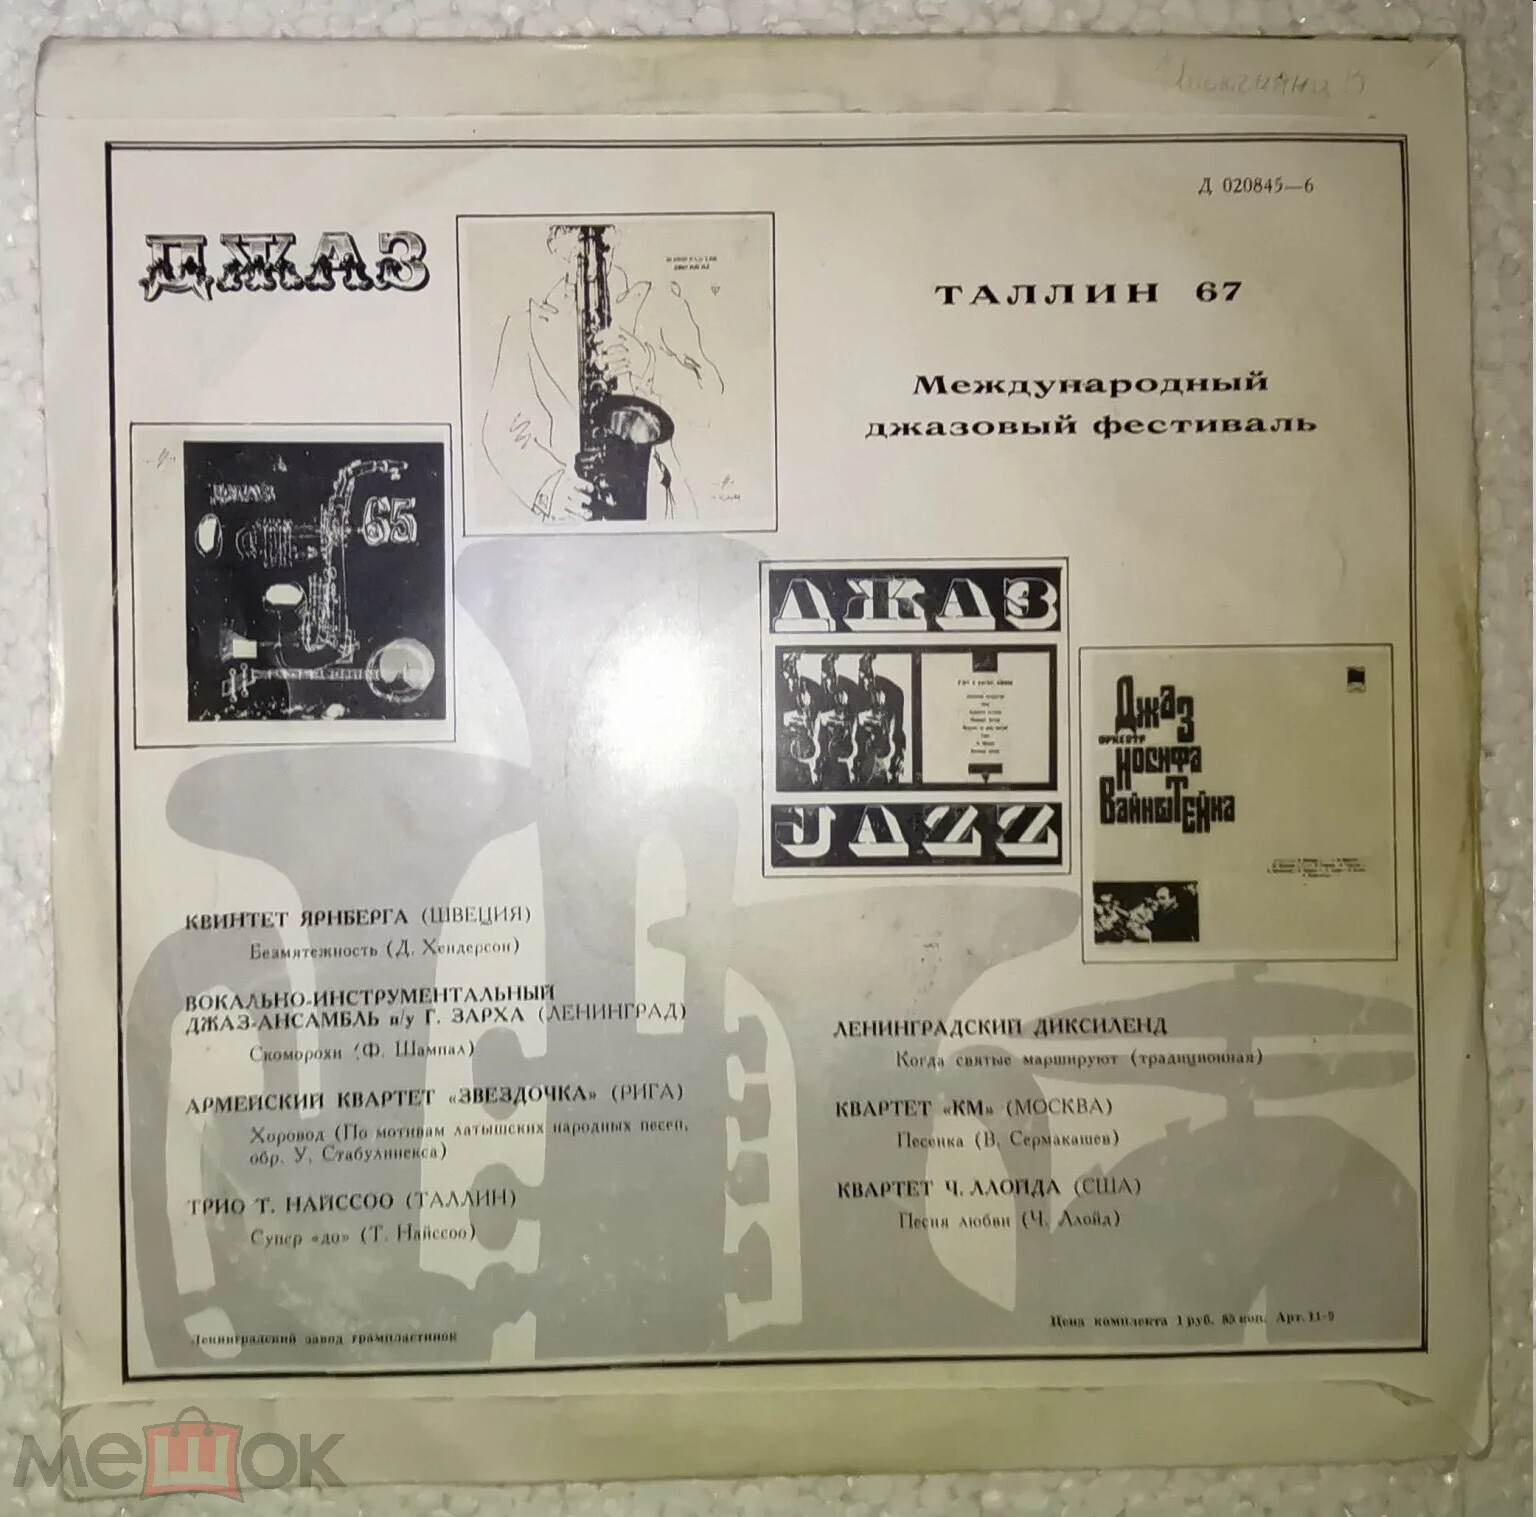 Д 020845—6
ДЖАЗ
ТАЛЛИН 67
Международный
джазовый фестиваль
65
ДЖАЗ
JAZZ
Джаз
оркестр
Иосифа
Вайнштейна
КВИНТЕТ ЯРНБЕРГА (ШВЕЦИЯ)
Безмятежность (Д. Хендерсон)
ВОКАЛЬНО-ИНСТРУМЕНТАЛЬНЫЙ
ДЖАЗ-АНСАМБЛЬ п/у Г. ЗАРХА (ЛЕНИНГРАД)
Скоморохи (Ф. Шампал)
АРМЕЙСКИЙ КВАРТЕТ «ЗВЕЗДОЧКА» (РИГА)
Хоровод (По мотивам латышских народных песен,
обр. У. Стабулниекса)
ТРИО Т. НАЙССОО (ТАЛЛИН)
Супер «до» (Т. Найссоо)
ЛЕНИНГРАДСКИЙ ДИКСИЛЕНД
Когда святые маршируют (традиционная)
КВАРТЕТ «КМ» (МОСКВА)
Песенка (В. Сермакашев)
КВАРТЕТ Ч. ЛЛОЙДА (США)
Песня любви (Ч. Ллойд)
Ленинградский завод грампластинок
Цена комплекта 1 руб. 85 коп. Арт. 11-9
мешок